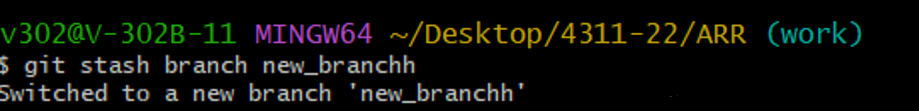 v302@V-302B-11 MINGW64 ~/Desktop/4311-22/ARR (work)
$ git stash branch new_branchh
Switched to a new branch 'new_branchh'